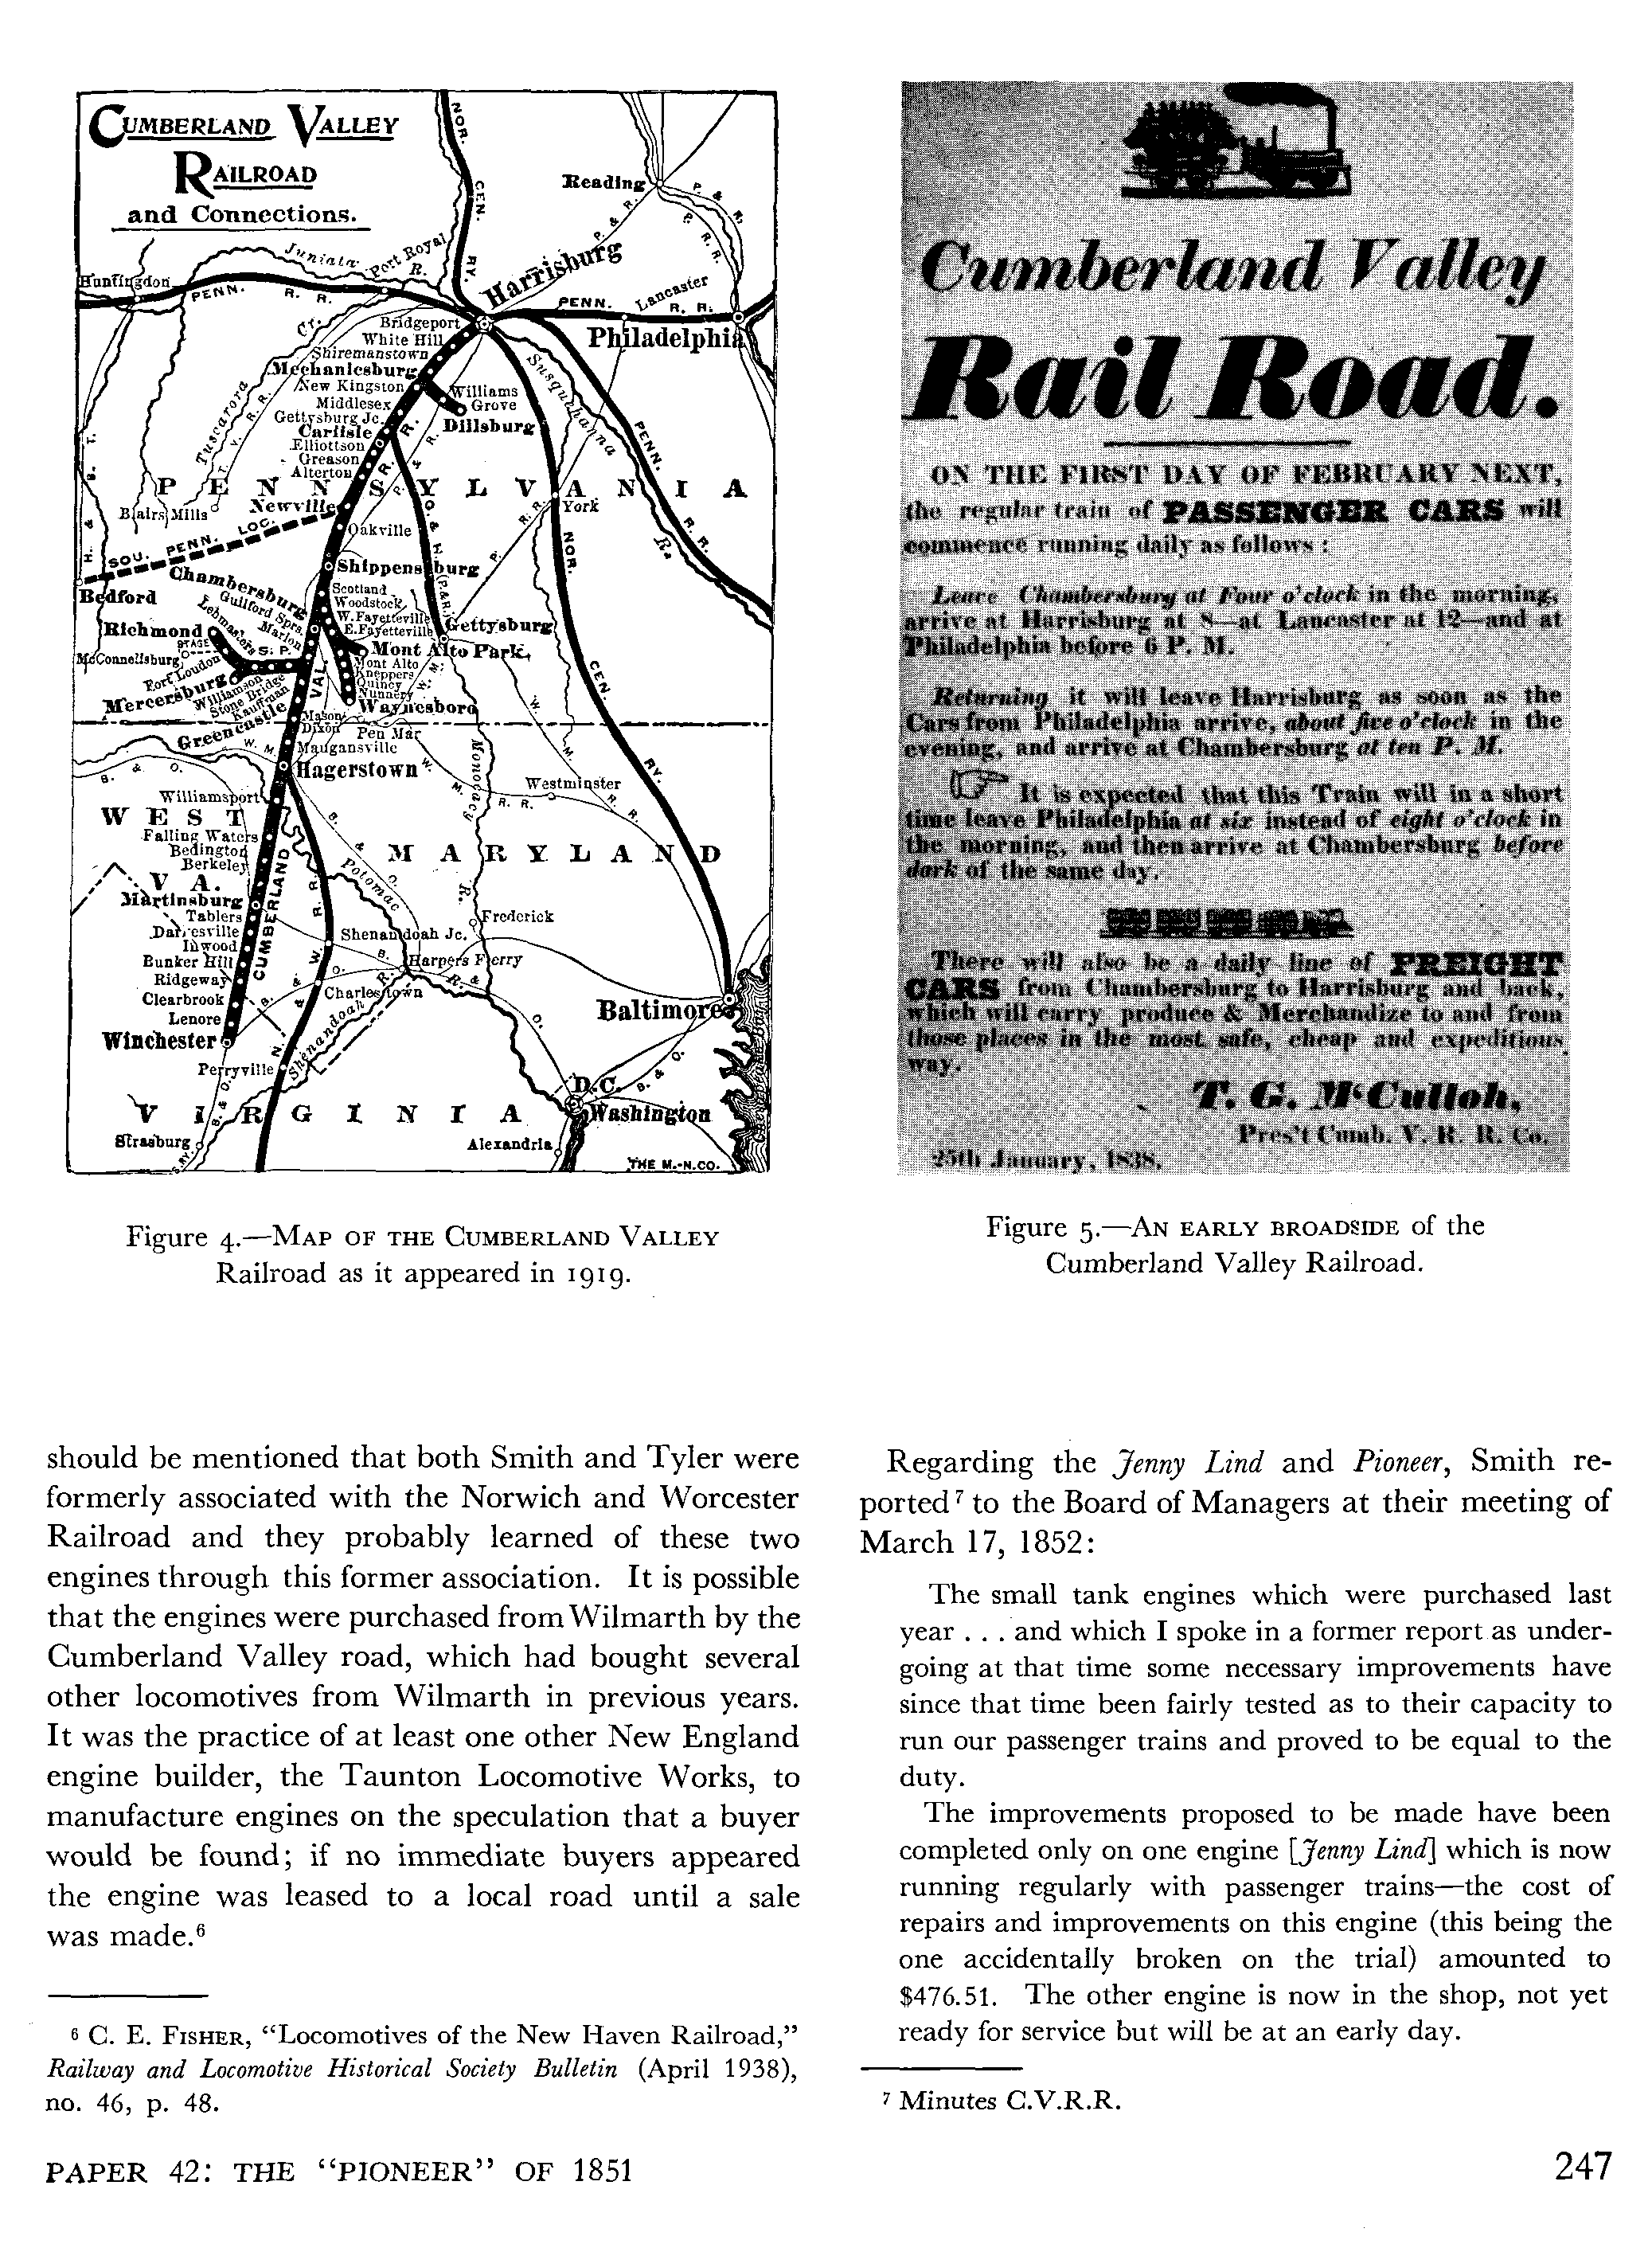 CUMBERLAND VALLEY
RAILROAD
and Connections.
NOR. CEN. RY.
Reading
P. & R.
P. & R.
P. R. R.
Juniata R.
Port Royal
Harrisburg
Huntingdon
PENN. R. R.
PENN. R. R.
Lancaster
Philadelphia
Bridgeport
White Hill
Shiremanstown
Mechanicsburg
New Kingston
Middlesex
Gettysburg Jc.
Carlisle
Elliottson
Greason
Alterton
Williams
Grove
Dillsburg
Susquehanna R.
PENN. R. R.
Tuscarora Cr.
T. V. R. R.
PENNSYLVANIA
Blairs Mills
Newville
York
Oakville
SOU. PENN. LOC.
H. & B. T.
Bedford
Shippensburg
Chambersburg
Guilford Sprs.
Marion
Lehmasters
Scotland
Woodstock
W. Fayetteville
E. Fayetteville
Gettysburg
Richmond
STAGE
S. P.
McConnellsburg
Fort Loudon
Mercersburg
Williamson
Stone Bridge
Kauffman
Mont Alto Park
Mont Alto
Kneppers
Quincy
Nunnery
Waynesboro
Greencastle
Mason
Dixon
Pen Mar
Maugansville
Hagerstown
NOR. CEN. RY.
Monocacy R.
Westminster
W. M. R. R.
B. & O.
Williamsport
WEST
Falling Waters
Bedington
Berkeley
VA.
Martinsburg
Tablers
Darkesville
Inwood
Bunker Hill
Ridgeway
Clearbrook
Lenore
Winchester
CUMBERLAND VAL. R. R.
MARYLAND
Potomac
Frederick
Shenandoah Jc.
Harpers Ferry
Charlestown
Shenandoah R.
N. & W. R. R.
Baltimore
Perryville
D.C.
B. & O.
Washington
VIRGINIA
Strasburg
Alexandria
THE M.-N. CO.
Figure 4.—MAP OF THE CUMBERLAND VALLEY
Railroad as it appeared in 1919.
Cumberland Valley
Rail Road.
ON THE FIRST DAY OF FEBRUARY NEXT,
the regular train of PASSENGER CARS will
commence running daily as follows:
Leave Chambersburg at Four o'clock in the morning,
arrive at Harrisburg at 8—at Lancaster at 12—and at
Philadelphia before 6 P. M.
Returning it will leave Harrisburg as soon as the
Cars from Philadelphia arrive, about five o'clock in the
evening, and arrive at Chambersburg at ten P. M.
It is expected that this Train will in a short
time leave Philadelphia at six instead of eight o'clock in
the morning, and then arrive at Chambersburg before
dark of the same day.
There will also be a daily line of FREIGHT
CARS from Chambersburg to Harrisburg and back,
which will carry produce & Merchandize to and from
those places in the most safe, cheap and expeditious
way.
T. G. McCulloh,
Pres't Cumb. V. R. R. Co.
25th January, 1838.
Figure 5.—AN EARLY BROADSIDE of the
Cumberland Valley Railroad.
should be mentioned that both Smith and Tyler were
formerly associated with the Norwich and Worcester
Railroad and they probably learned of these two
engines through this former association. It is possible
that the engines were purchased from Wilmarth by the
Cumberland Valley road, which had bought several
other locomotives from Wilmarth in previous years.
It was the practice of at least one other New England
engine builder, the Taunton Locomotive Works, to
manufacture engines on the speculation that a buyer
would be found; if no immediate buyers appeared
the engine was leased to a local road until a sale
was made.⁶
⁶ C. E. FISHER, “Locomotives of the New Haven Railroad,”
Railway and Locomotive Historical Society Bulletin (April 1938),
no. 46, p. 48.
Regarding the Jenny Lind and Pioneer, Smith re-
ported⁷ to the Board of Managers at their meeting of
March 17, 1852:
The small tank engines which were purchased last
year . . . and which I spoke in a former report as under-
going at that time some necessary improvements have
since that time been fairly tested as to their capacity to
run our passenger trains and proved to be equal to the
duty.
The improvements proposed to be made have been
completed only on one engine [Jenny Lind] which is now
running regularly with passenger trains—the cost of
repairs and improvements on this engine (this being the
one accidentally broken on the trial) amounted to
$476.51. The other engine is now in the shop, not yet
ready for service but will be at an early day.
⁷ Minutes C.V.R.R.
PAPER 42: THE “PIONEER” OF 1851
247